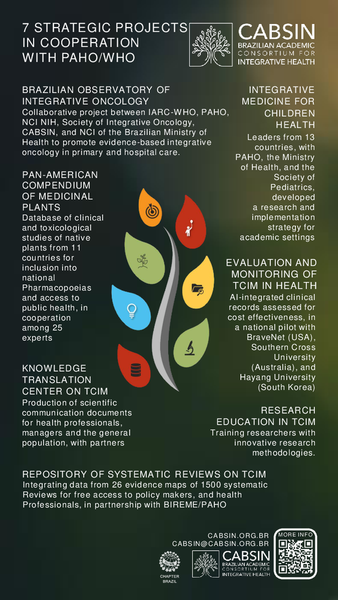 7 STRATEGIC PROJECTS
IN COOPERATION
WITH PAHO/WHO
CABSIN
BRAZILIAN ACADEMIC
CONSORTIUM FOR
INTEGRATIVE HEALTH
BRAZILIAN OBSERVATORY OF
INTEGRATIVE ONCOLOGY
Collaborative project between IARC-WHO, PAHO,
NCI NIH, Society of Integrative Oncology,
CABSIN, and NCI of the Brazilian Ministry of
Health to promote evidence-based integrative
oncology in primary and hospital care.
INTEGRATIVE
MEDICINE FOR
CHILDREN
HEALTH
Leaders from 13
countries, with
PAHO, the Ministry
of Health, and the
Society of
Pediatrics,
developed
a research and
implementation
strategy for
academic settings
PAN-AMERICAN
COMPENDIUM
OF MEDICINAL
PLANTS
Database of clinical
and toxicological
studies of native
plants from 11
countries for
inclusion into
national
Pharmacopoeias
and access to
public health, in
cooperation
among 25
experts
EVALUATION AND
MONITORING OF
TCIM IN HEALTH
AI-integrated clinical
records assessed for
cost effectiveness, in
a national pilot with
BraveNet (USA),
Southern Cross
University
(Australia), and
Hayang University
(South Korea)
KNOWLEDGE
TRANSLATION
CENTER ON TCIM
Production of scientific
communication documents
for health professionals,
managers and the general
population, with partners
RESEARCH
EDUCATION IN TCIM
Training researchers with
innovative research
methodologies.
REPOSITORY OF SYSTEMATIC REVIEWS ON TCIM
Integrating data from 26 evidence maps of 1500 systematic
Reviews for free access to policy makers, and health
Professionals, in partnership with BIREME/PAHO
CABSIN.ORG.BR
CABSIN@CABSIN.ORG.BR
MORE INFO
CHAPTER
BRAZIL
CABSIN
BRAZILIAN ACADEMIC
CONSORTIUM FOR
INTEGRATIVE HEALTH